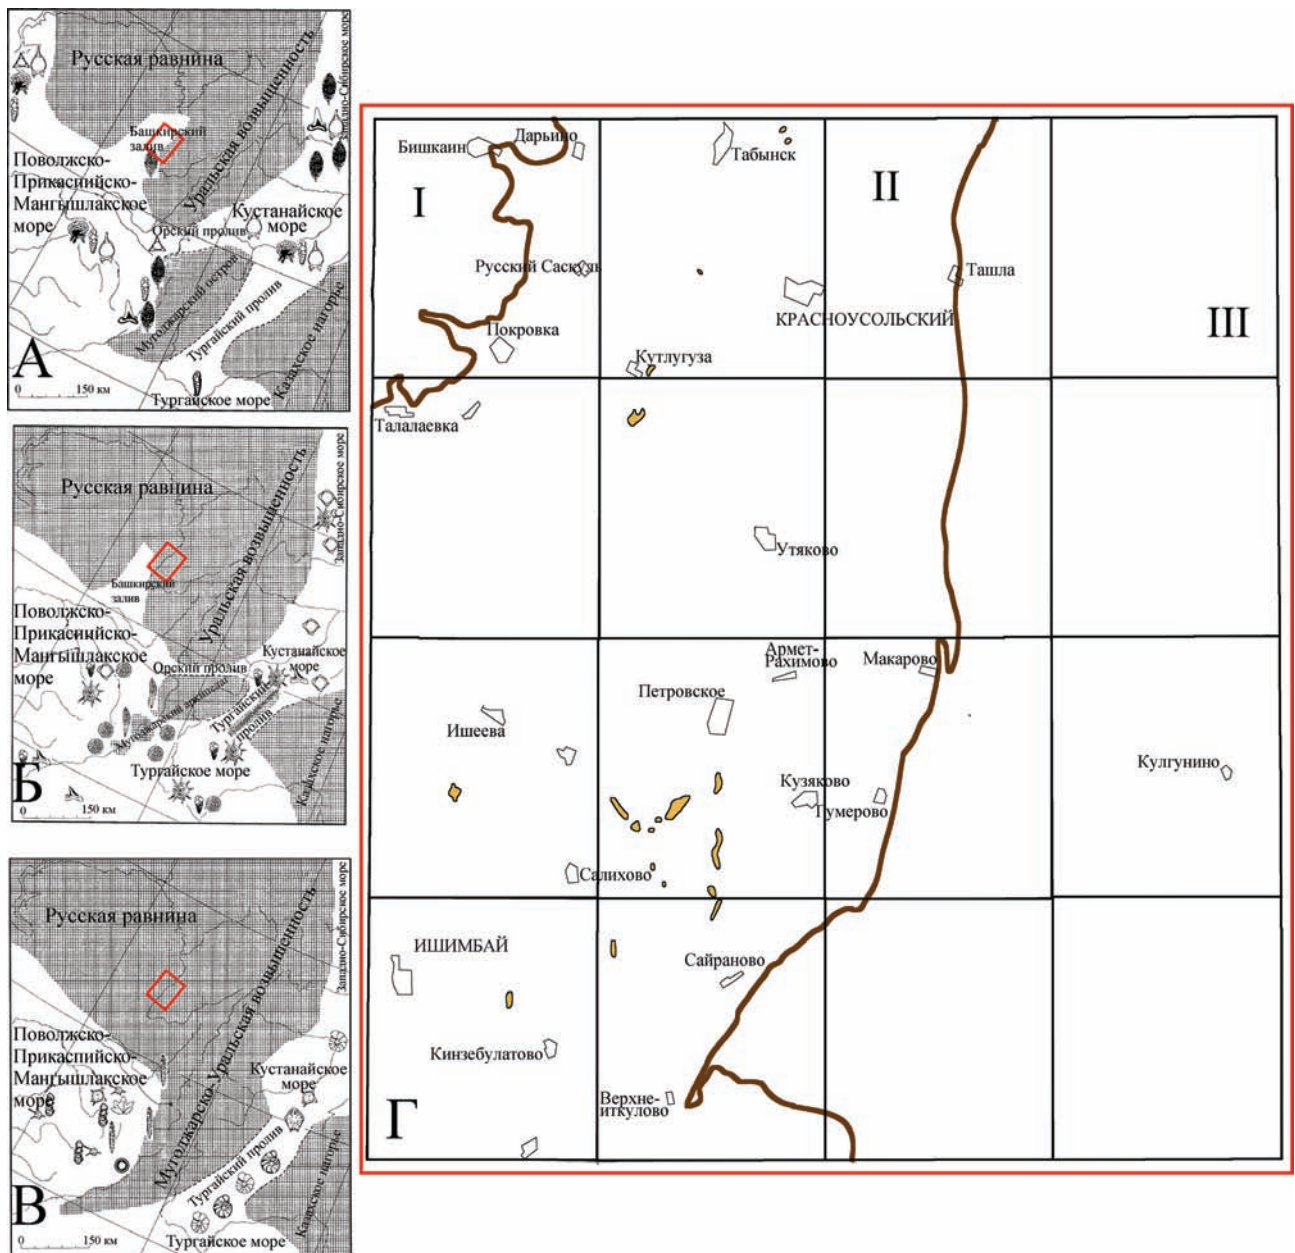 Русская равнина
Уральская возвышенность
Западно-Сибирское море
Башкирский
залив
Поволжско-
Прикаспийско-
Мангышлакское
море
Кустанайское
море
Орский пролив
Мугоджарский остров
Тургайский пролив
Казахское нагорье
А
0 150 км
Тургайское море
Русская равнина
Уральская возвышенность
Западно-Сибирское море
Башкирский
залив
Поволжско-
Прикаспийско-
Мангышлакское
море
Кустанайское
море
Орский пролив
Мугоджарский архипелаг
Тургайский
пролив
Тургайское море
Казахское нагорье
Б
0 150 км
Русская равнина
Мугоджарско-Уральская возвышенность
Западно-Сибирское море
Поволжско-
Прикаспийско-
Мангышлакское
море
Кустанайское
море
Тургайский пролив
Казахское нагорье
В
0 150 км
Тургайское море
Бишкаин
Дарьино
Табынск
I
II
Русский Саскуль
Ташла
КРАСНОУСОЛЬСКИЙ
III
Покровка
Кутлугуза
Талалаевка
Утяково
Армет-
Рахимово
Макарово
Петровское
Ишеева
Кулгунино
Кузяково
Гумерово
Салихово
ИШИМБАЙ
Сайраново
Кинзебулатово
Верхне-
иткулово
Г